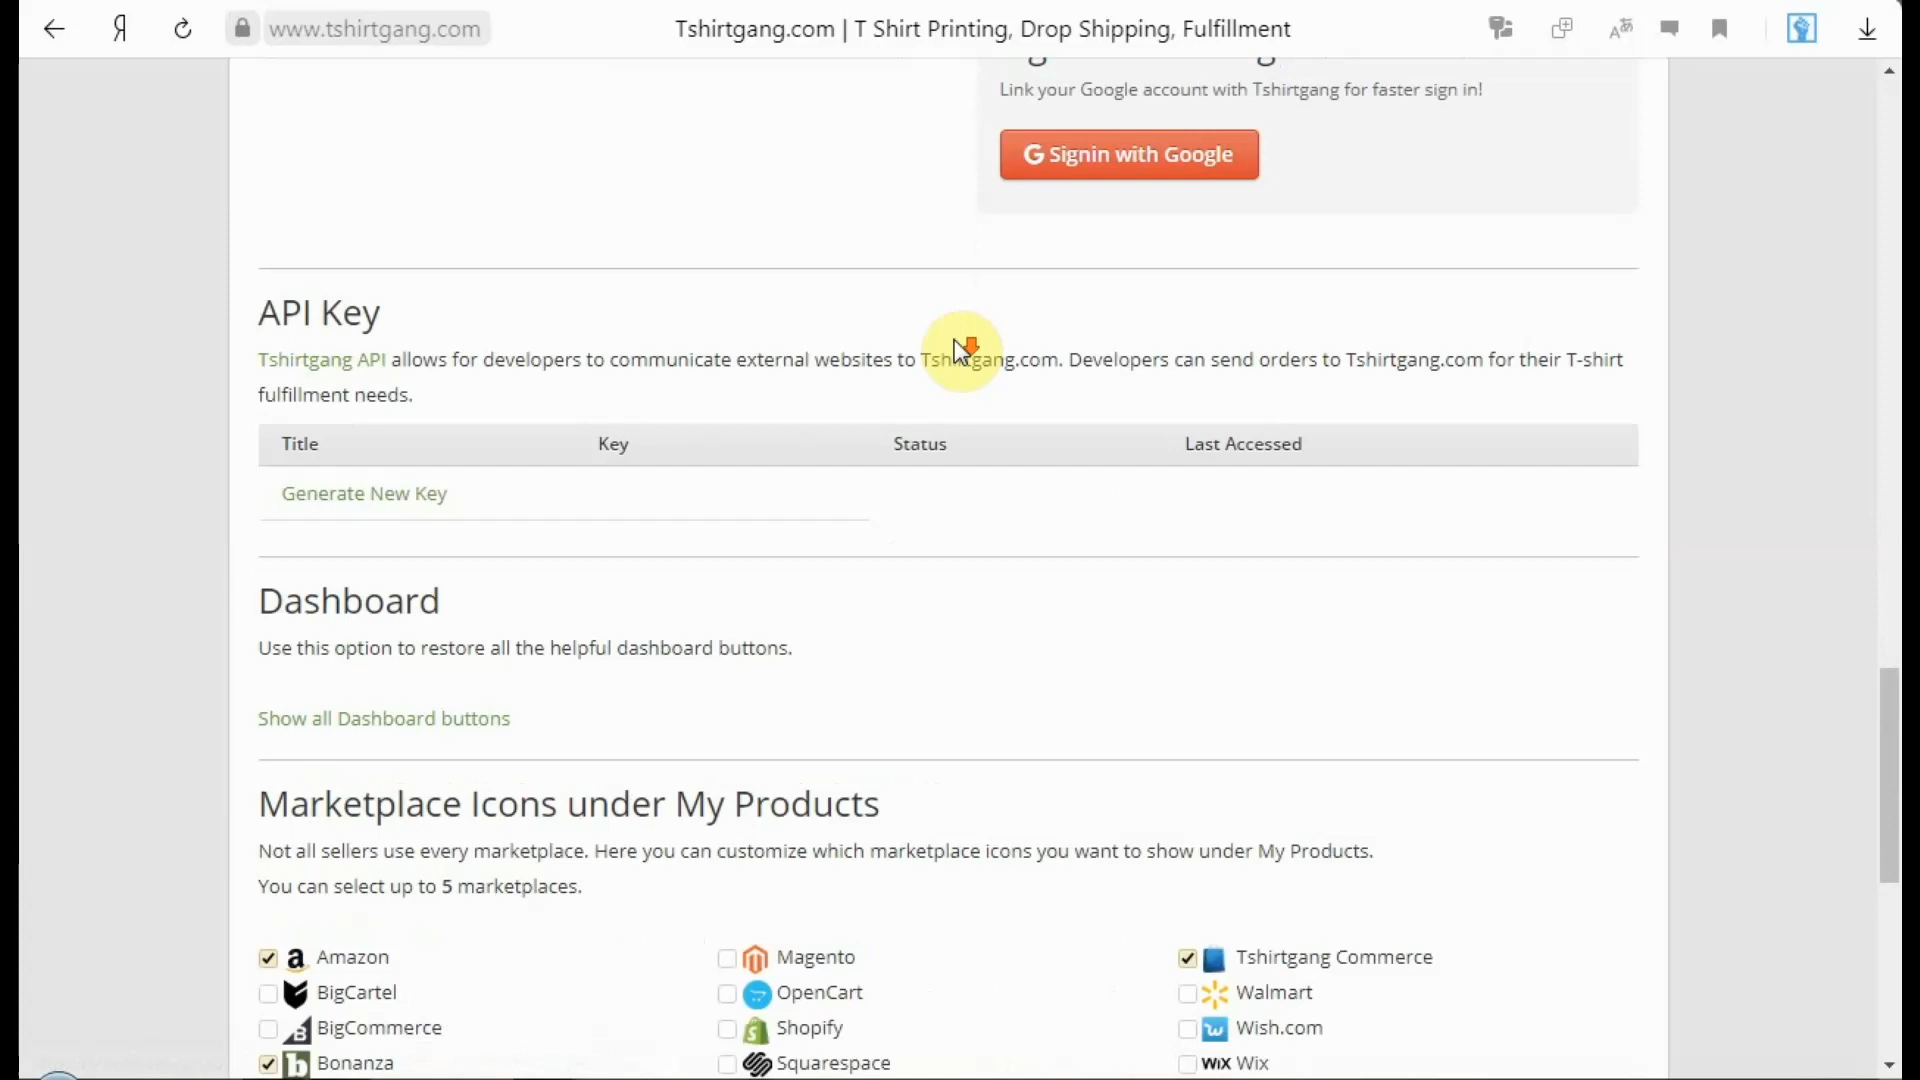 Я
www.tshirtgang.com
Tshirtgang.com | T Shirt Printing, Drop Shipping, Fulfillment
Link your Google account with Tshirtgang for faster sign in!
G Signin with Google
API Key
Tshirtgang API allows for developers to communicate external websites to Tshirtgang.com. Developers can send orders to Tshirtgang.com for their T-shirt
fulfillment needs.
Title Key Status Last Accessed
Generate New Key
Dashboard
Use this option to restore all the helpful dashboard buttons.
Show all Dashboard buttons
Marketplace Icons under My Products
Not all sellers use every marketplace. Here you can customize which marketplace icons you want to show under My Products.
You can select up to 5 marketplaces.
Amazon Magento Tshirtgang Commerce
BigCartel OpenCart Walmart
BigCommerce Shopify Wish.com
Bonanza Squarespace WIX Wix